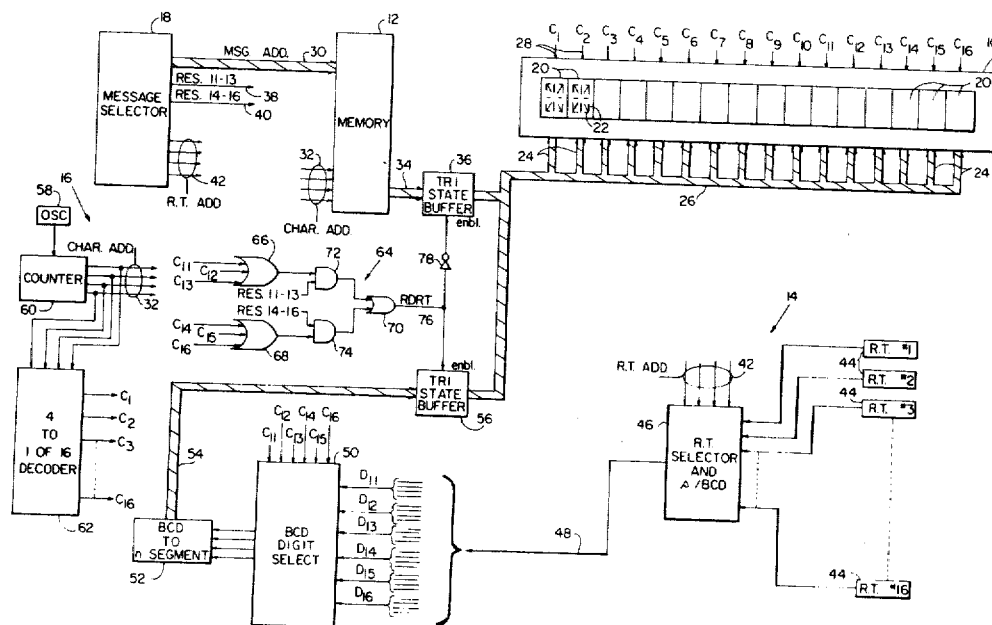 18
12
MSG ADD.
30
RES. 11-13
38
RES. 14-16
40
MESSAGE
SELECTOR
MEMORY
42
R.T. ADD
32
CHAR. ADD
34
36
TRI
STATE
BUFFER
enbl.
C1 C2 C3 C4 C5 C6 C7 C8 C9 C10 C11 C12 C13 C14 C15 C16
28
20
20
22
24
24
26
58
16
OSC
CHAR. ADD
COUNTER
60
32
C11
C12
C13
66
72
64
78
RES. 11-13
RES. 14-16
RDRT
76
70
C14
C15
C16
68
74
enbl.
TRI
STATE
BUFFER
56
4
TO
1 OF 16
DECODER
62
C1
C2
C3
C16
54
C12 C14 C16
C11 C13 C15
50
BCD
DIGIT
SELECT
D11
D12
D13
D14
D15
D16
BCD
TO
n SEGMENT
52
48
14
R.T. ADD
42
46
R.T.
SELECTOR
AND
ρ/BCD
44
R.T. #1
R.T. #2
44
R.T. #3
44
R.T. #16